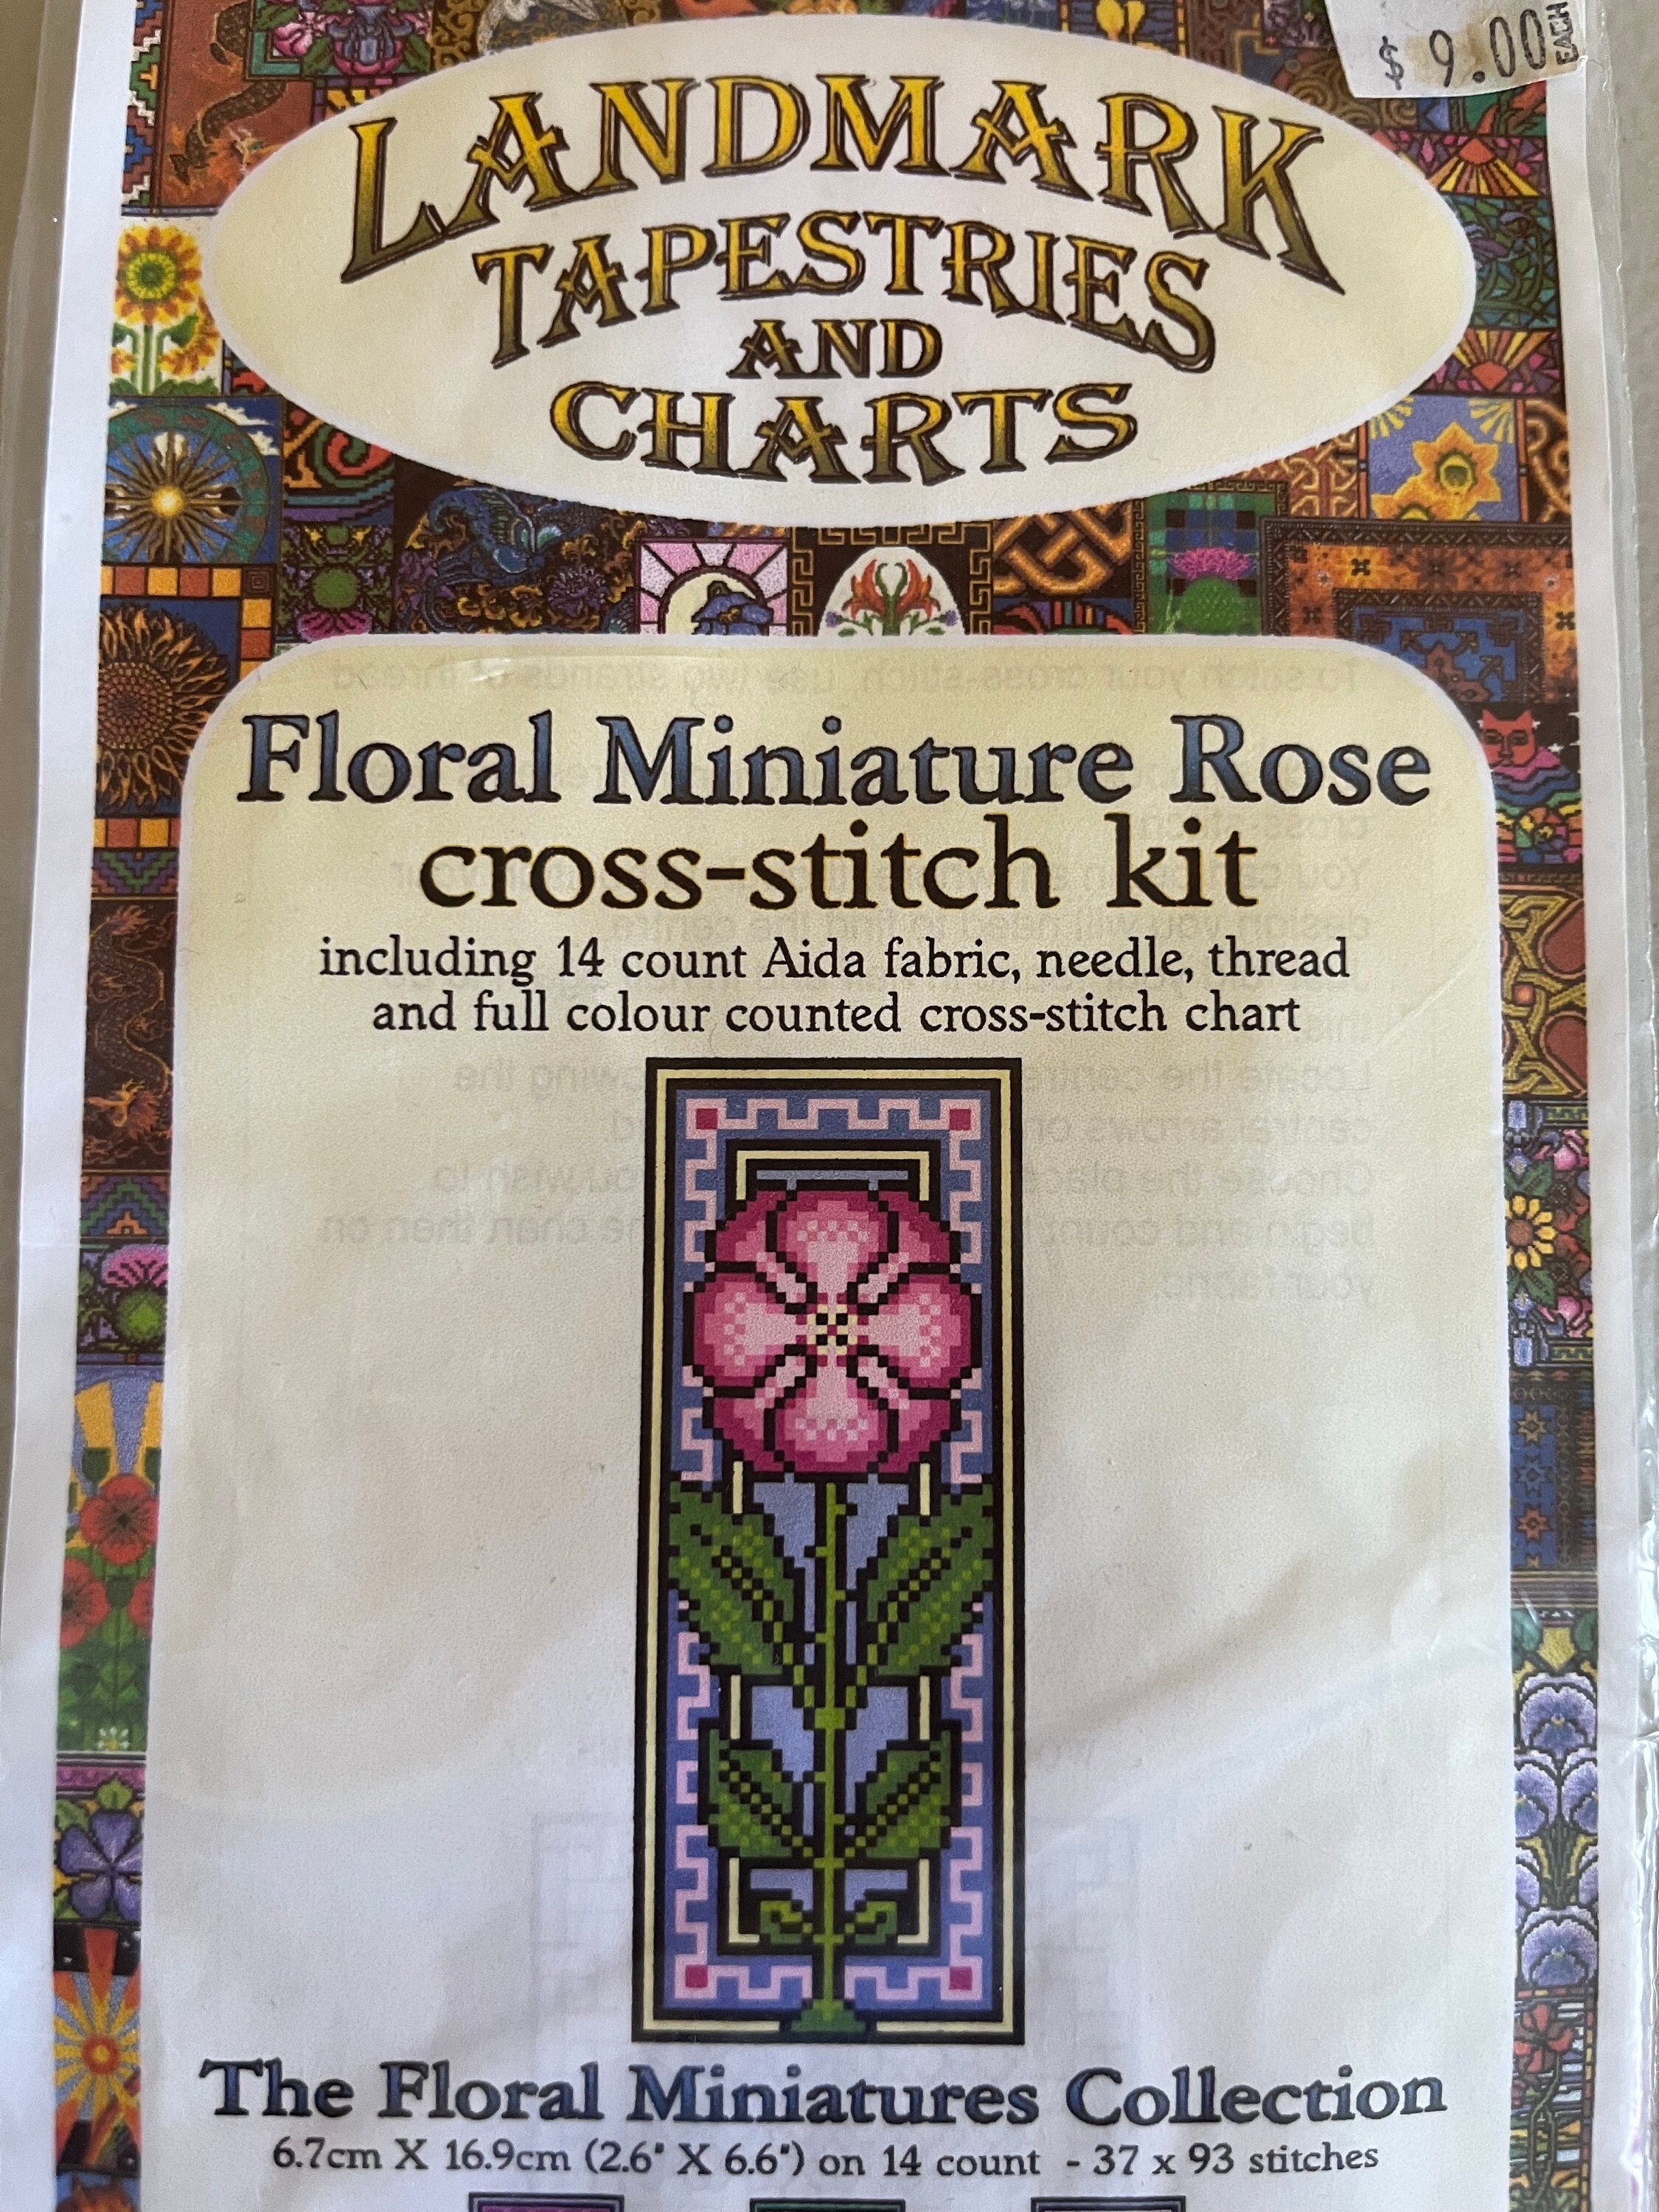 $ 9.00 EACH
LANDMARK
TAPESTRIES
AND
CHARTS
Floral Miniature Rose
cross-stitch kit
including 14 count Aida fabric, needle, thread
and full colour counted cross-stitch chart
The Floral Miniatures Collection
6.7cm X 16.9cm (2.6" X 6.6") on 14 count - 37 x 93 stitches